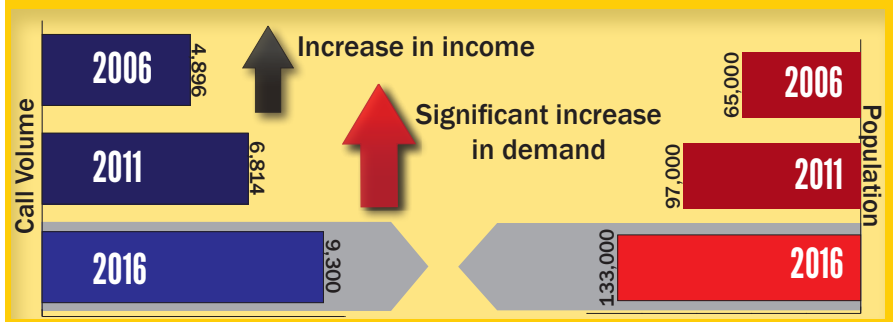 Call Volume
2006
4,896
2011
6,814
2016
9,300
Increase in income
Significant increase
in demand
65,000
2006
97,000
2011
133,000
2016
Population